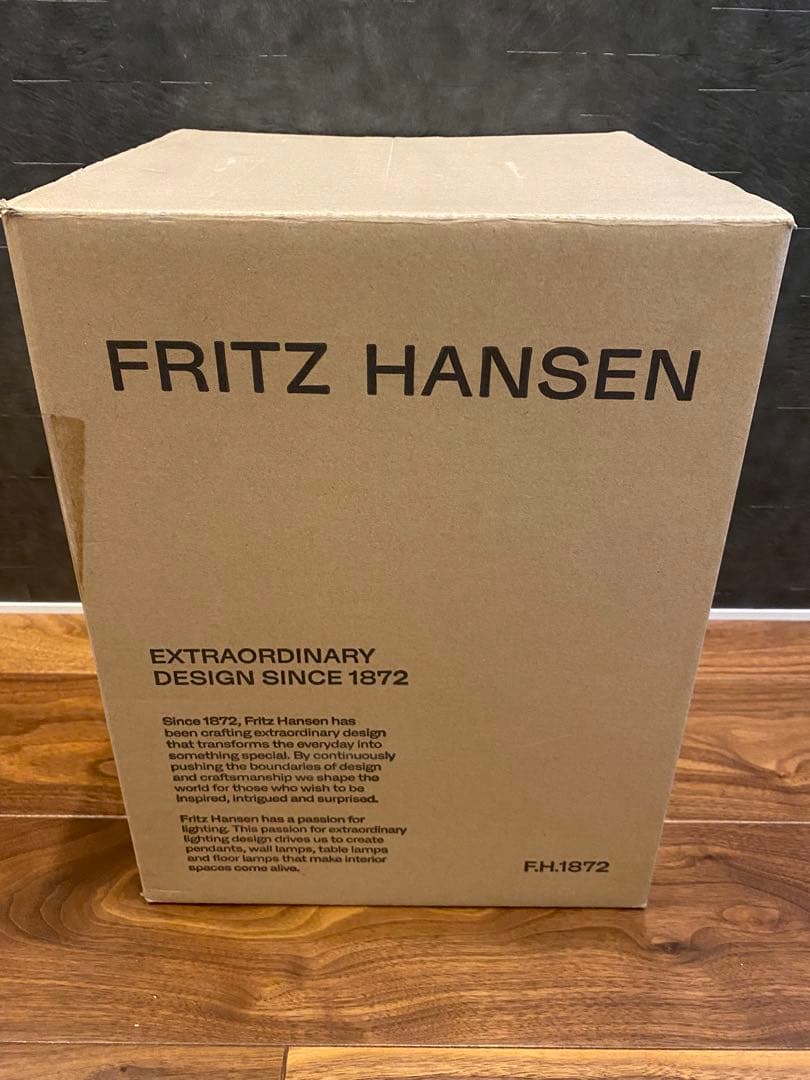 FRITZ HANSEN
EXTRAORDINARY
DESIGN SINCE 1872
Since 1872, Fritz Hansen has
been crafting extraordinary design
that transforms the everyday into
something special. By continuously
pushing the boundaries of design
and craftsmanship we shape the
world for those who wish to be
inspired, intrigued and surprised.
Fritz Hansen has a passion for
lighting. This passion for extraordinary
lighting design drives us to create
pendants, wall lamps, table lamps
and floor lamps that make interior
spaces come alive.
F.H.1872